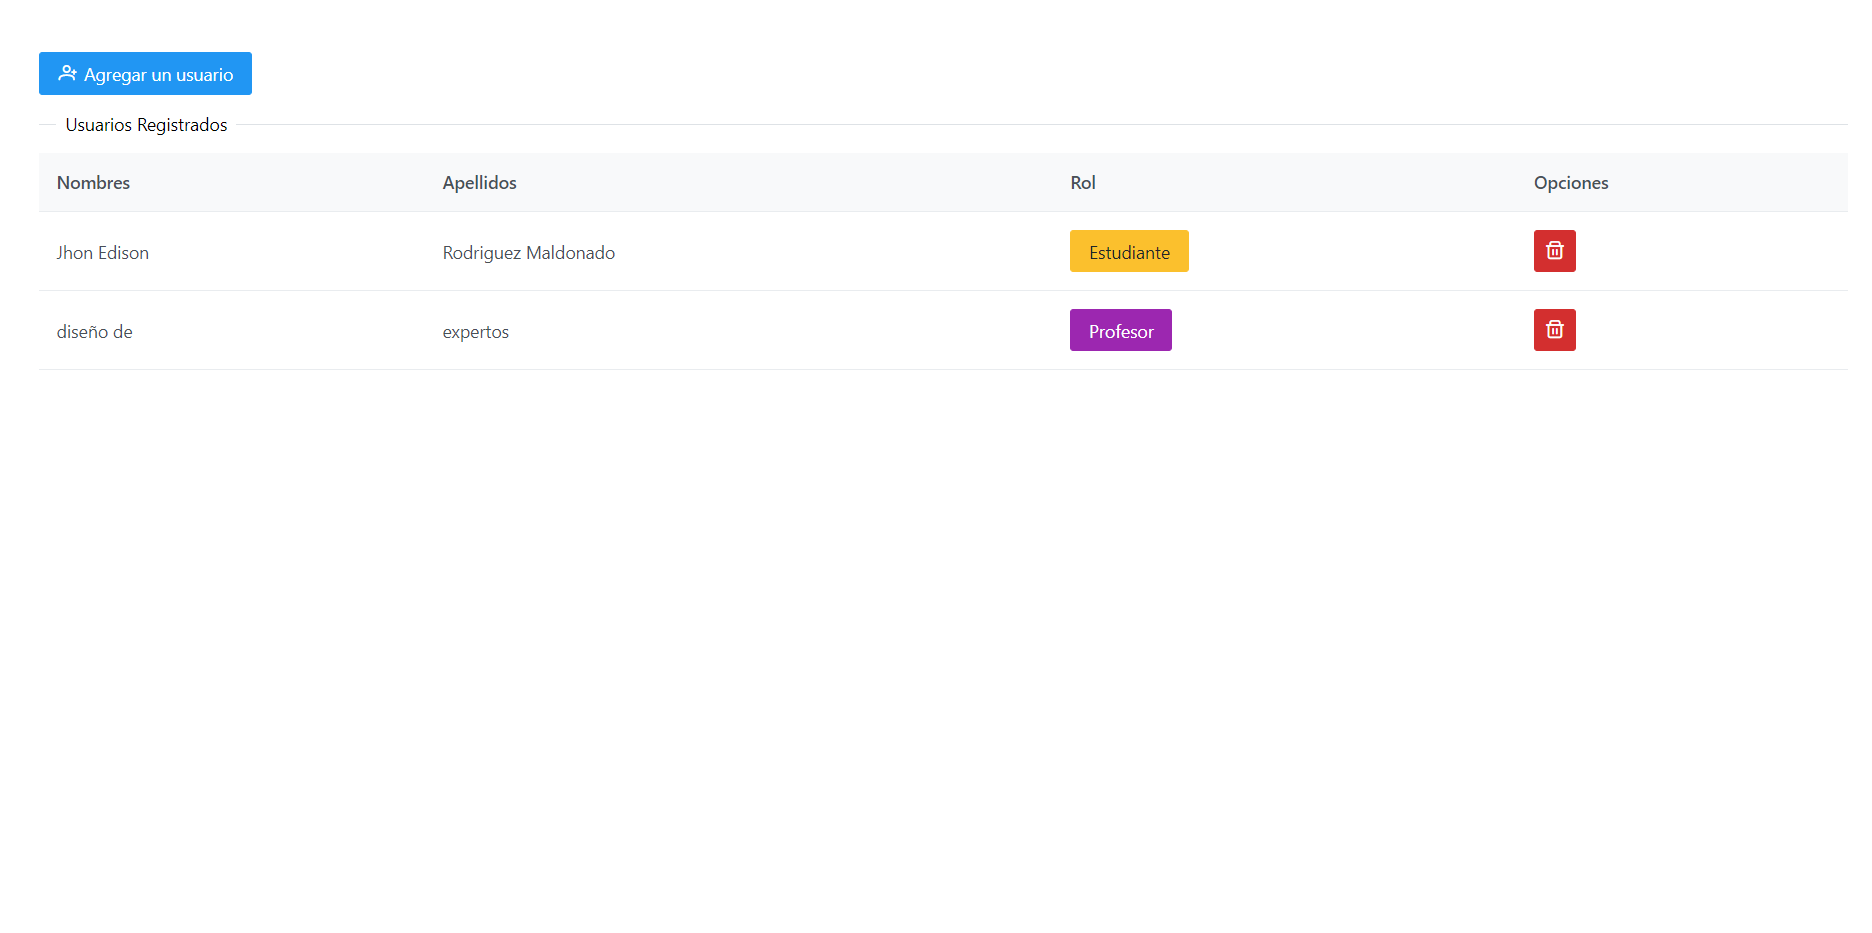 Agregar un usuario
Usuarios Registrados
Nombres Apellidos Rol Opciones
Jhon Edison Rodriguez Maldonado Estudiante
diseño de expertos Profesor